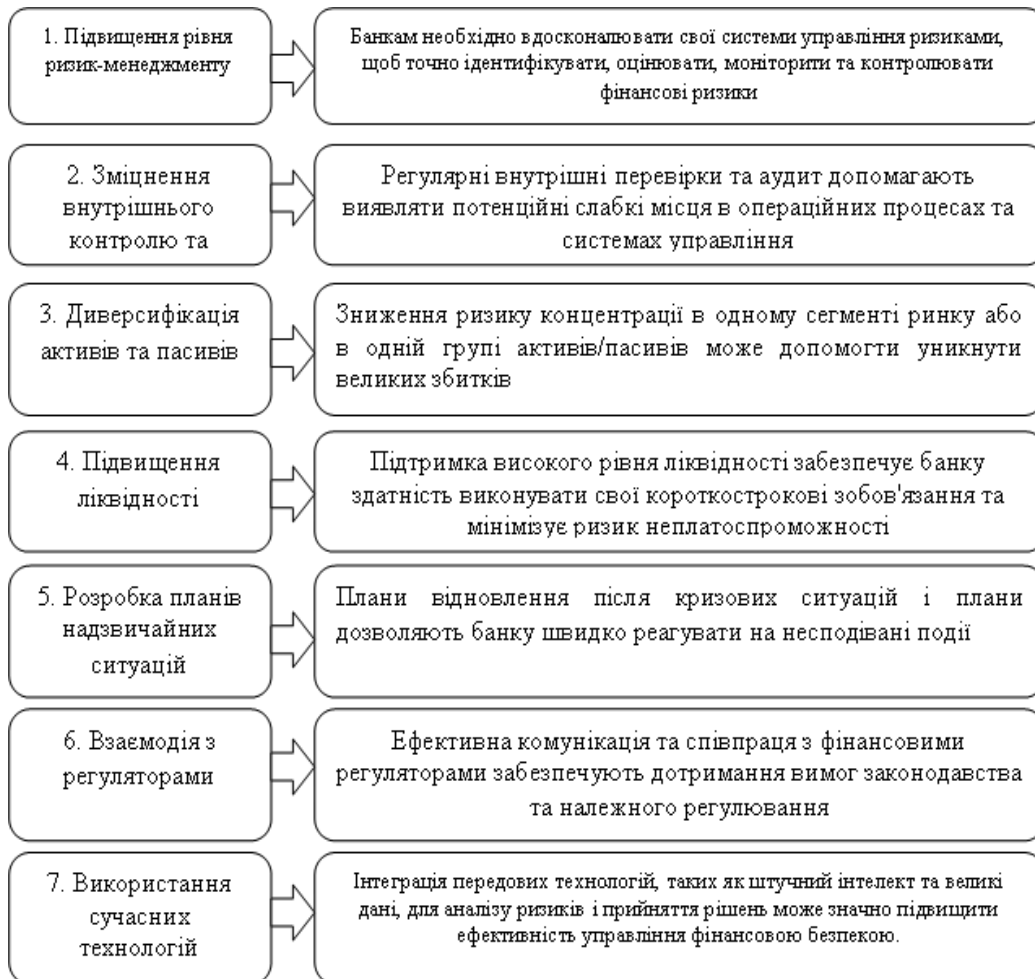 1. Підвищення рівня
ризик-менеджменту
Банкам необхідно вдосконалювати свої системи управління ризиками,
щоб точно ідентифікувати, оцінювати, моніторити та контролювати
фінансові ризики
2. Зміцнення
внутрішнього
контролю та
Регулярні внутрішні перевірки та аудит допомагають
виявляти потенційні слабкі місця в операційних процесах та
системах управління
3. Диверсифікація
активів та пасивів
Зниження ризику концентрації в одному сегменті ринку або
в одній групі активів/пасивів може допомогти уникнути
великих збитків
4. Підвищення
ліквідності
Підтримка високого рівня ліквідності забезпечує банку
здатність виконувати свої короткострокові зобов'язання та
мінімізує ризик неплатоспроможності
5. Розробка планів
надзвичайних
ситуацій
Плани відновлення після кризових ситуацій і плани
дозволяють банку швидко реагувати на несподівані події
6. Взаємодія з
регуляторами
Ефективна комунікація та співпраця з фінансовими
регуляторами забезпечують дотримання вимог законодавства
та належного регулювання
7. Використання
сучасних
технологій
Інтеграція передових технологій, таких як штучний інтелект та великі
дані, для аналізу ризиків і прийняття рішень може значно підвищити
ефективність управління фінансовою безпекою.